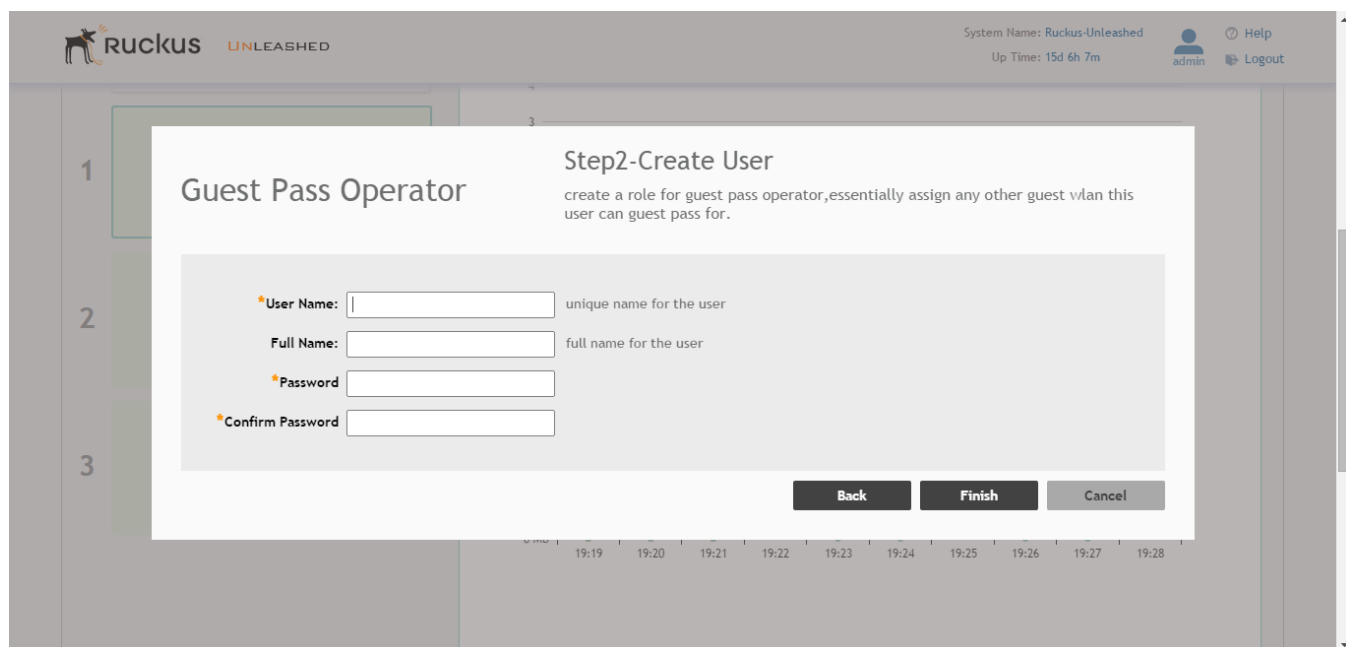 Ruckus UNLEASHED
System Name: Ruckus-Unleashed
Up Time: 15d 6h 7m
admin
Help
Logout
3
1
2
3
Guest Pass Operator
Step2-Create User
create a role for guest pass operator,essentially assign any other guest wlan this
user can guest pass for.
*User Name: unique name for the user
Full Name: full name for the user
*Password
*Confirm Password
Back Finish Cancel
19:19 19:20 19:21 19:22 19:23 19:24 19:25 19:26 19:27 19:28